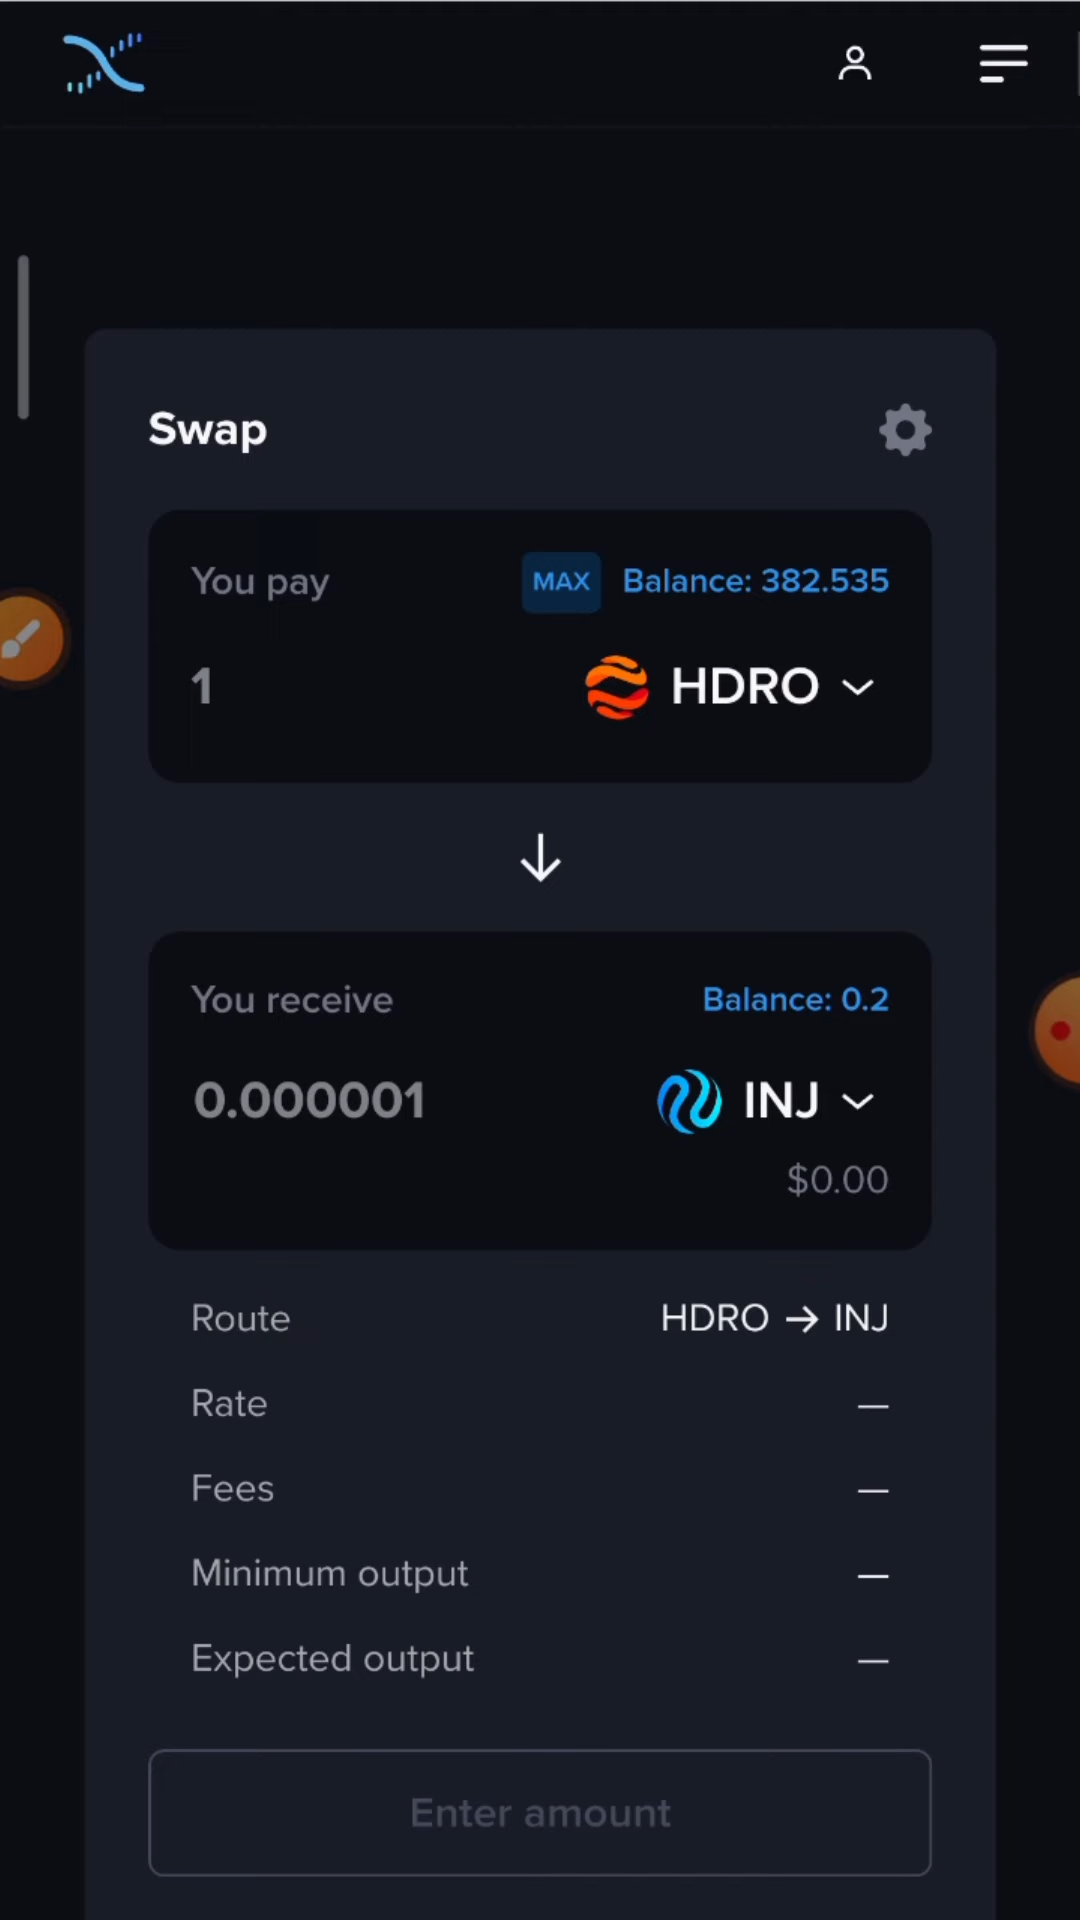 Swap
You pay MAX Balance: 382.535
1 HDRO
You receive Balance: 0.2
0.000001 INJ
$0.00
Route HDRO → INJ
Rate —
Fees —
Minimum output —
Expected output —
Enter amount